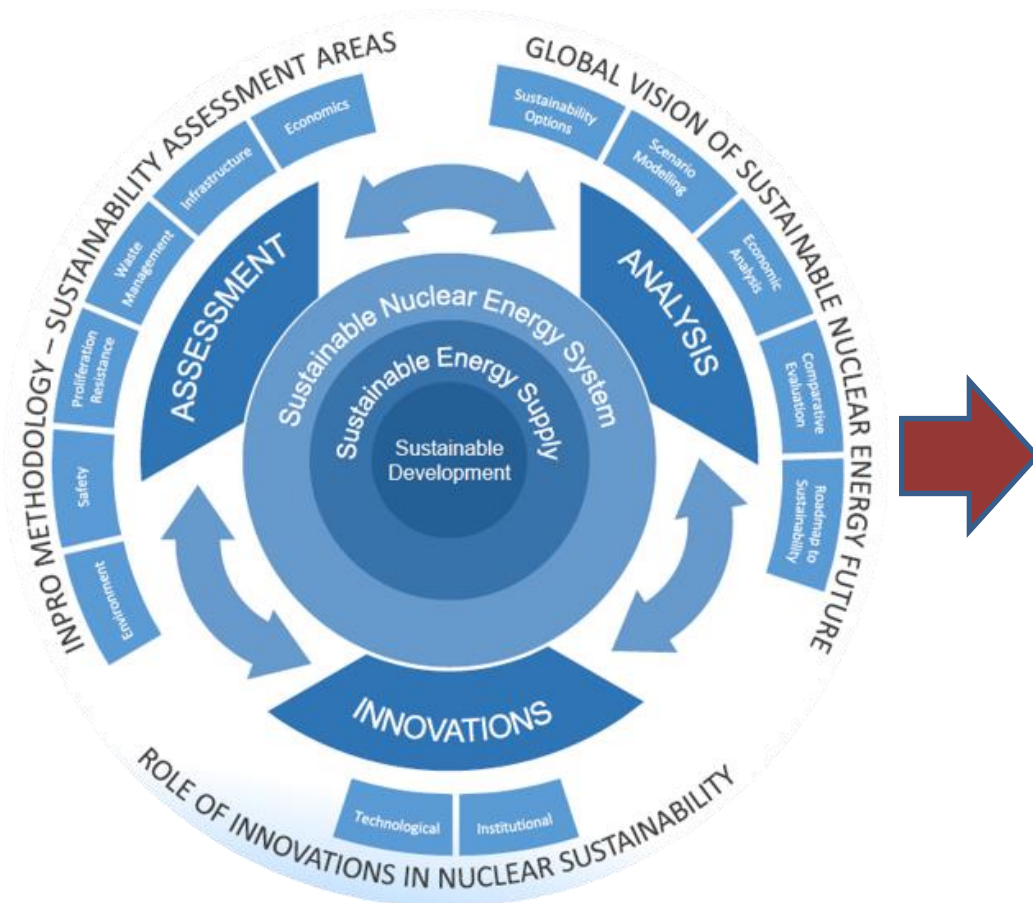 INPRO METHODOLOGY – SUSTAINABILITY ASSESSMENT AREAS
Economics
Infrastructure
Waste
Management
Proliferation
Resistance
Safety
Environment
ASSESSMENT
GLOBAL VISION OF SUSTAINABLE NUCLEAR ENERGY FUTURE
Sustainability
Options
Scenario
Modelling
Economic
Analysis
Comparative
Evaluation
Roadmap to
Sustainability
ANALYSIS
Sustainable Nuclear Energy System
Sustainable Energy Supply
Sustainable
Development
INNOVATIONS
Technological
Institutional
ROLE OF INNOVATIONS IN NUCLEAR SUSTAINABILITY